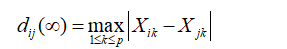 d_{ij}(∞) = \max_{1≤k≤p} |X_{ik} − X_{jk}|